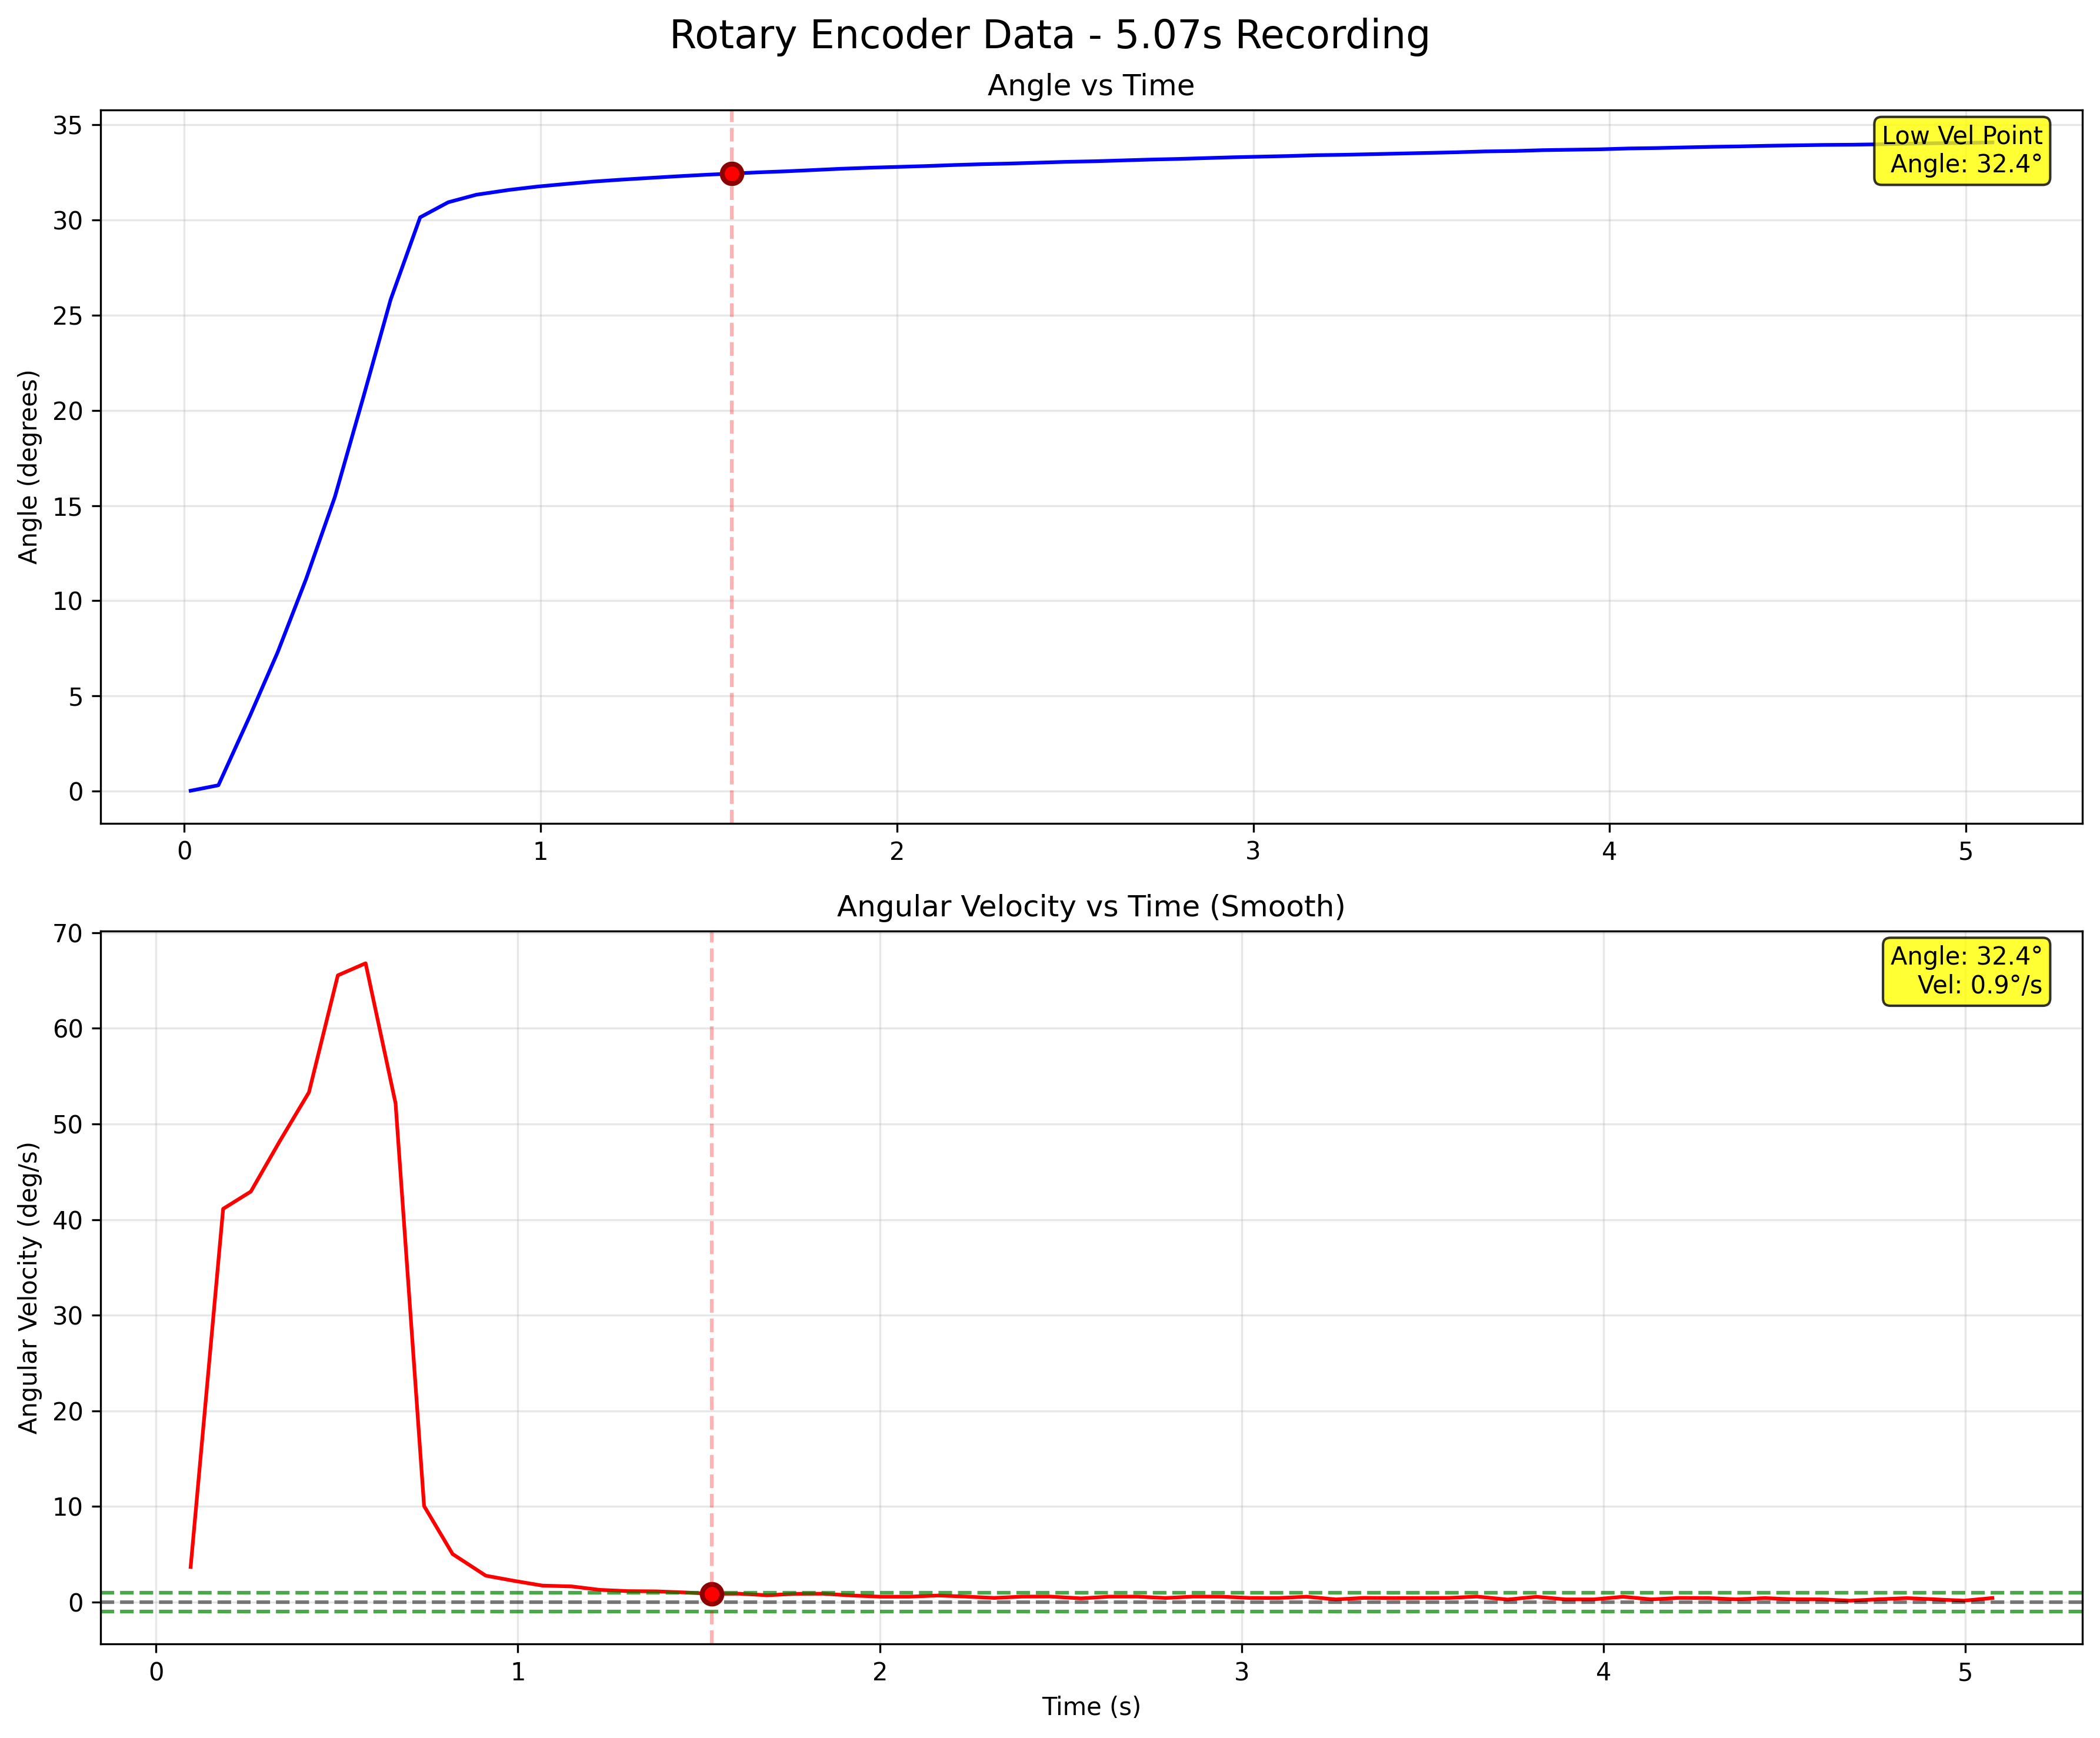 Rotary Encoder Data - 5.07s Recording
Angle vs Time
35
30
25
20
15
10
5
0
Angle (degrees)
Low Vel Point
Angle: 32.4°
0 1 2 3 4 5
Angular Velocity vs Time (Smooth)
70
60
50
40
30
20
10
0
Angular Velocity (deg/s)
Angle: 32.4°
Vel: 0.9°/s
0 1 2 3 4 5
Time (s)